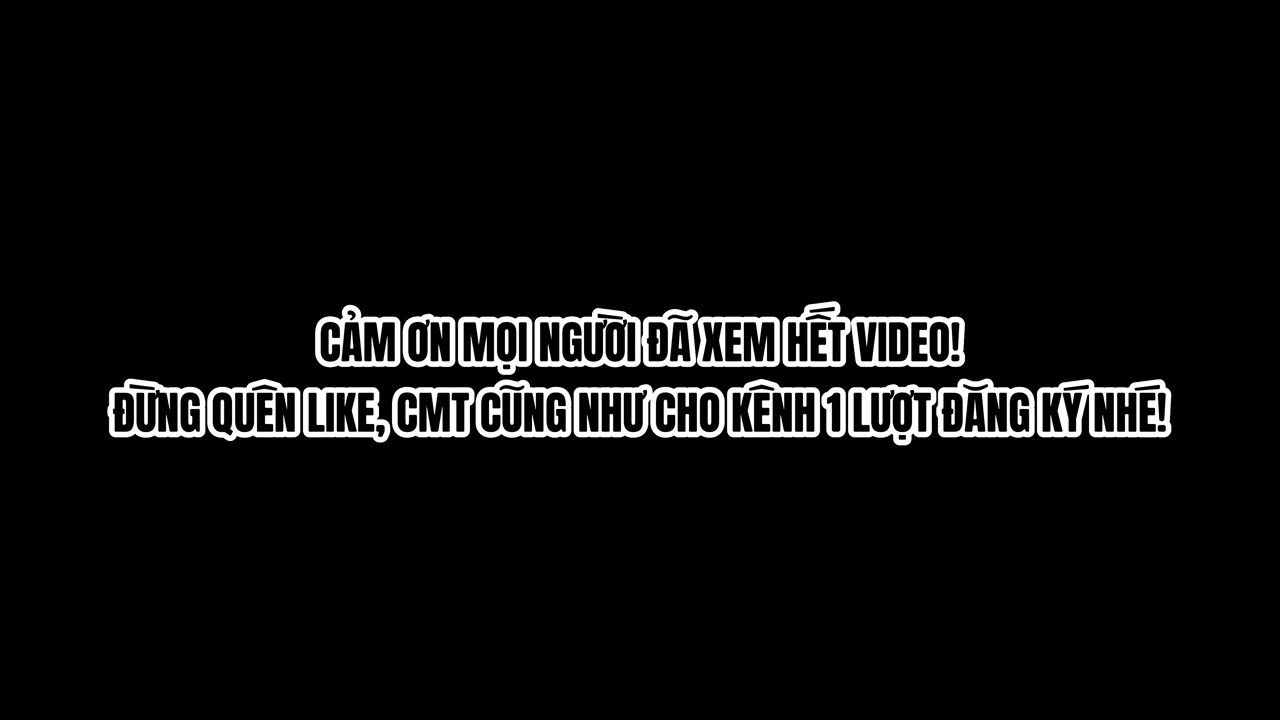 CẢM ƠN MỌI NGƯỜI ĐÃ XEM HẾT VIDEO!
ĐỪNG QUÊN LIKE, CMT CŨNG NHƯ CHO KÊNH 1 LƯỢT ĐĂNG KÝ NHÉ!